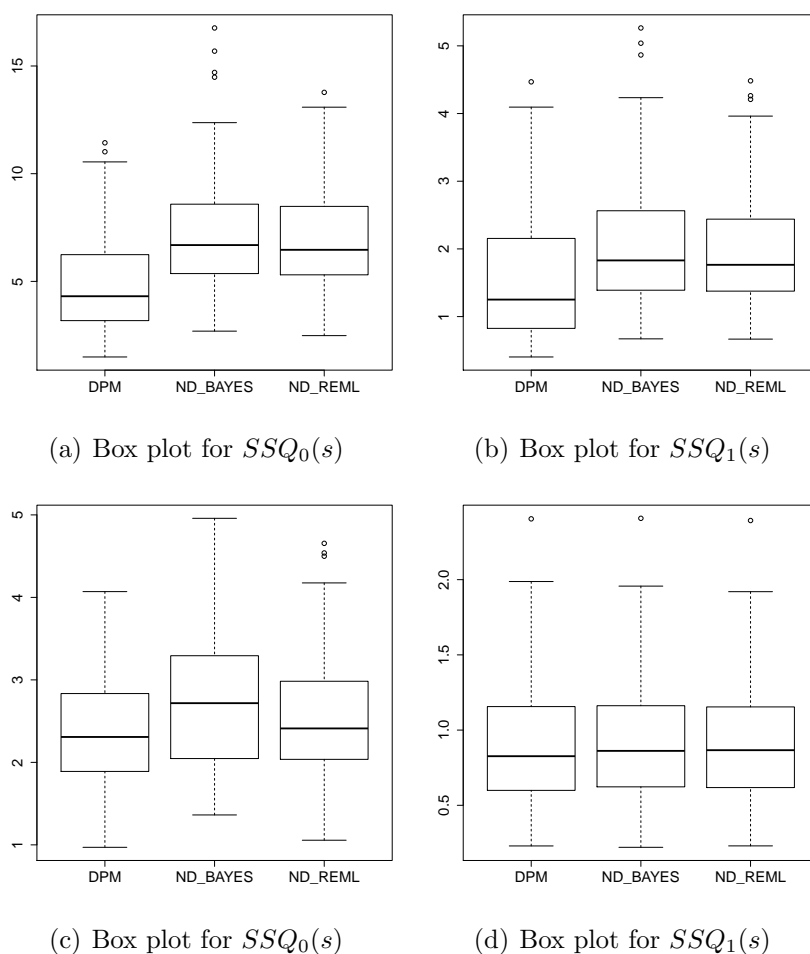 15
10
5
DPM ND_BAYES ND_REML
(a) Box plot for SSQ₀(s)
5
4
3
2
1
DPM ND_BAYES ND_REML
(b) Box plot for SSQ₁(s)
5
4
3
2
1
DPM ND_BAYES ND_REML
(c) Box plot for SSQ₀(s)
2.0
1.5
1.0
0.5
DPM ND_BAYES ND_REML
(d) Box plot for SSQ₁(s)